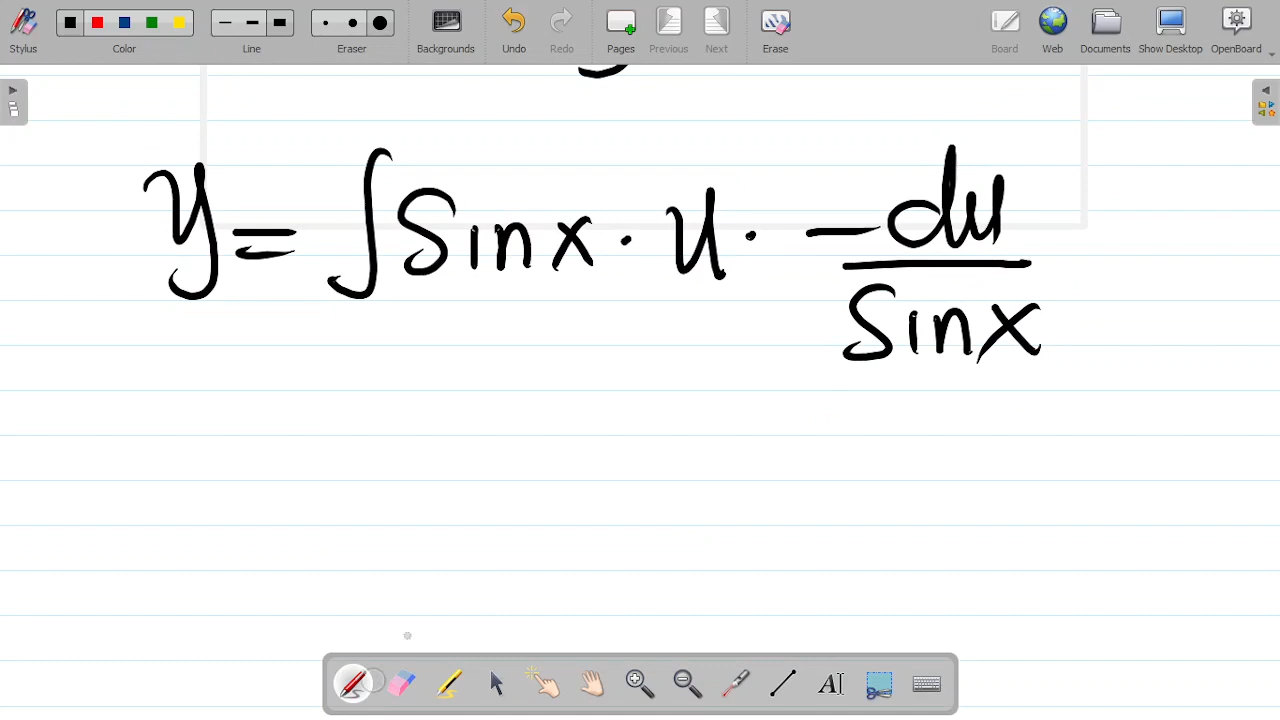 Stylus Color Line Eraser Backgrounds Undo Redo Pages Previous Next Erase Board Web Documents Show Desktop OpenBoard
y = ∫ Sinx · u · -du/Sinx